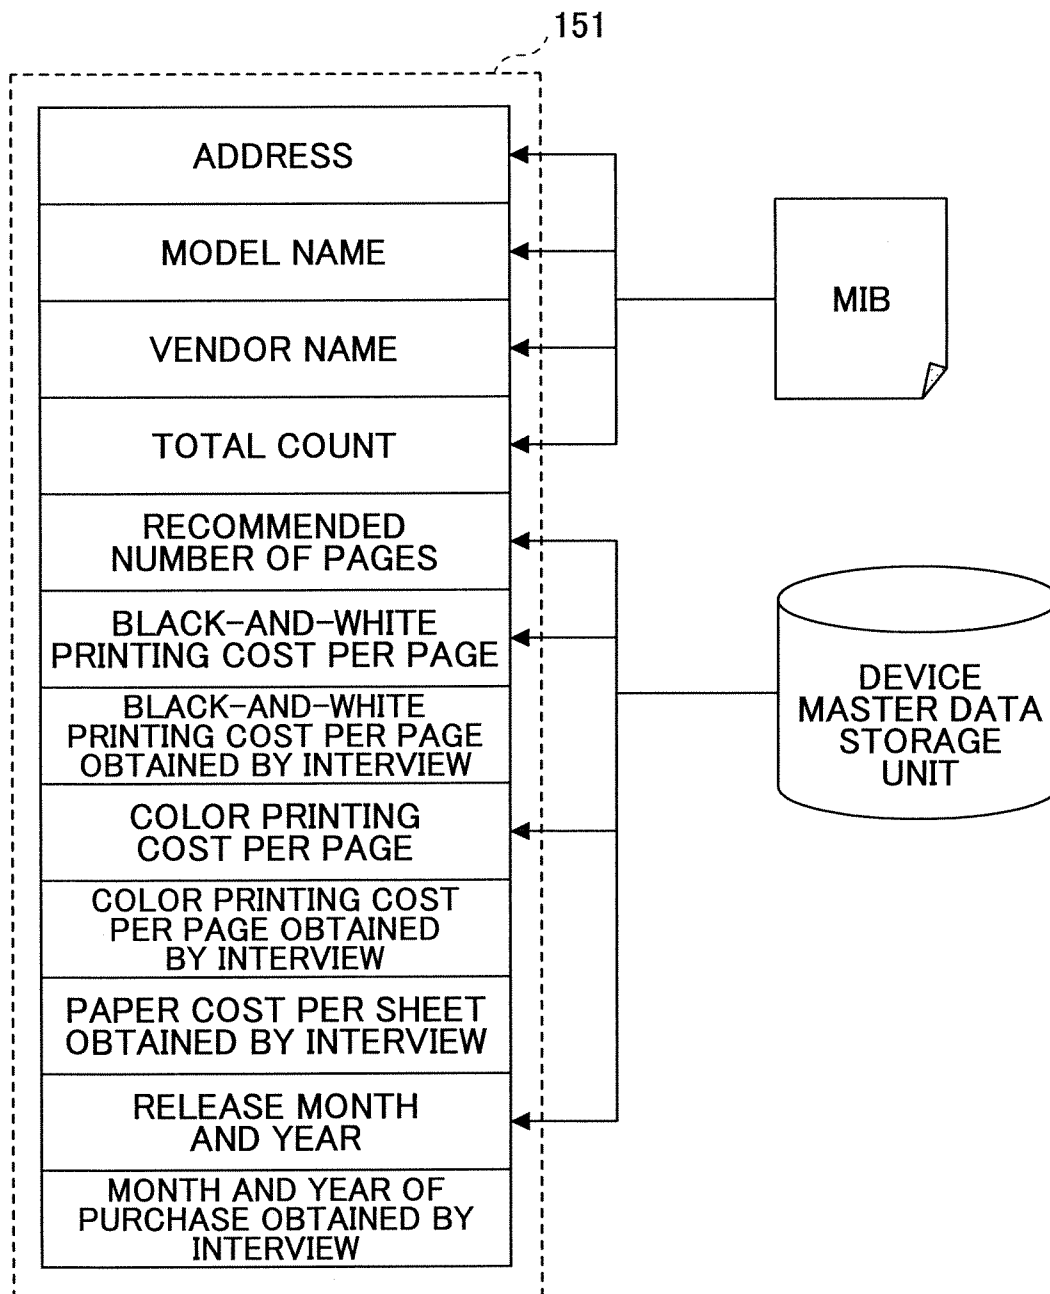 151
ADDRESS
MODEL NAME
VENDOR NAME
TOTAL COUNT
RECOMMENDED
NUMBER OF PAGES
BLACK-AND-WHITE
PRINTING COST PER PAGE
BLACK-AND-WHITE
PRINTING COST PER PAGE
OBTAINED BY INTERVIEW
COLOR PRINTING
COST PER PAGE
COLOR PRINTING COST
PER PAGE OBTAINED
BY INTERVIEW
PAPER COST PER SHEET
OBTAINED BY INTERVIEW
RELEASE MONTH
AND YEAR
MONTH AND YEAR OF
PURCHASE OBTAINED BY
INTERVIEW
MIB
DEVICE
MASTER DATA
STORAGE
UNIT